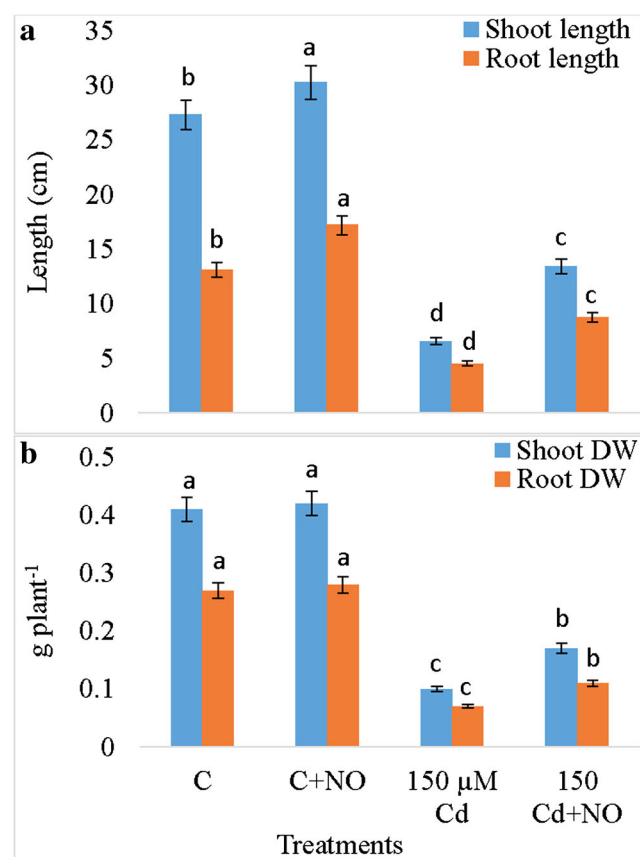 a
35
30
25
20
15
10
5
0
Length (cm)
Shoot length
Root length
b
b
a
a
d
d
c
c
b
0.5
0.4
0.3
0.2
0.1
0
g plant⁻¹
Shoot DW
Root DW
a
a
a
a
c
c
b
b
C
C+NO
150 µM
Cd
150
Cd+NO
Treatments